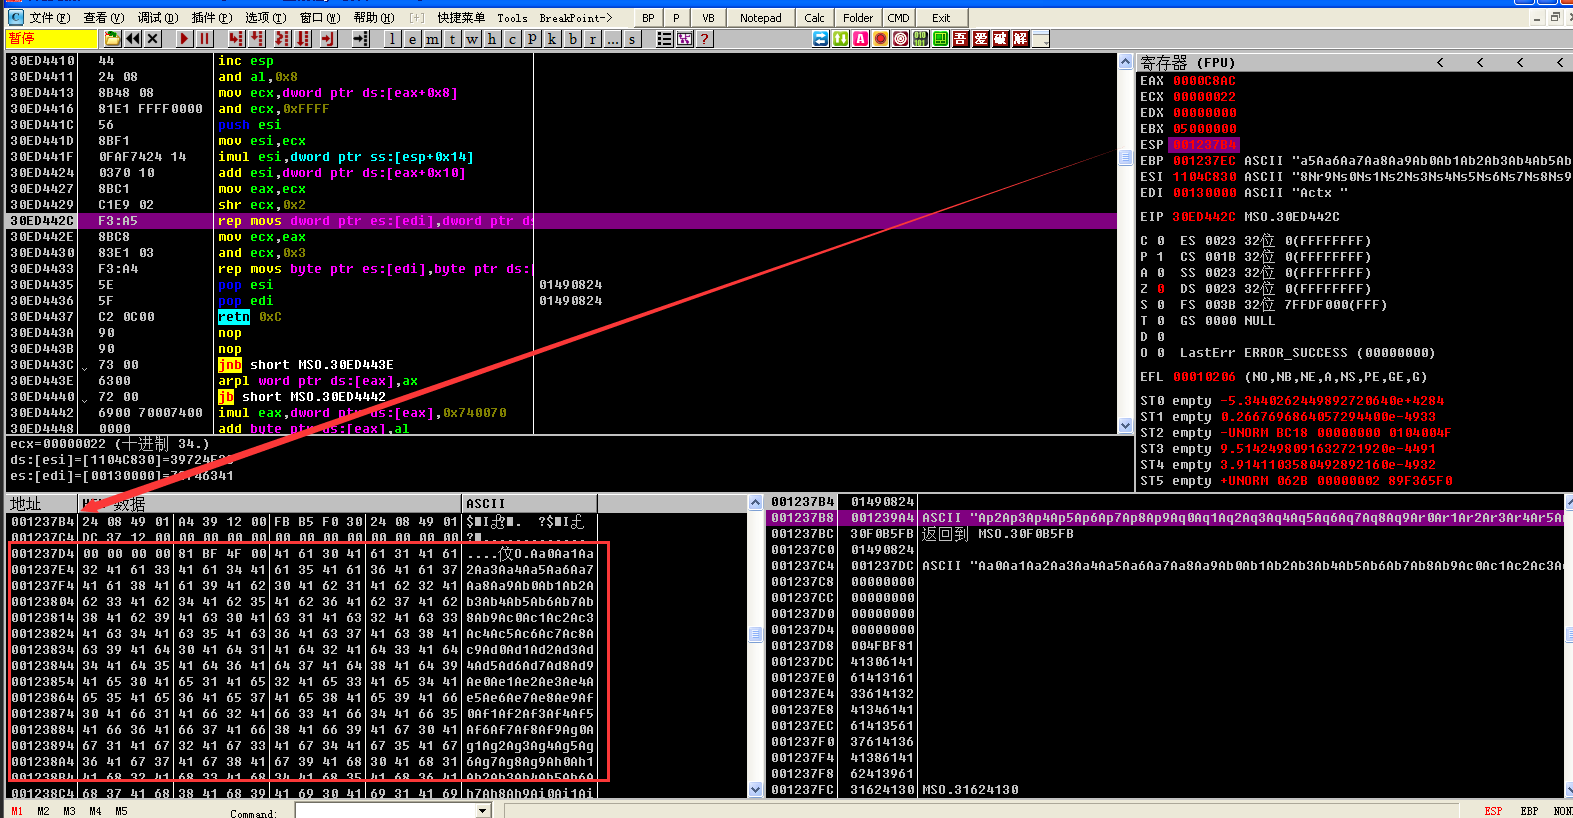 文件(F) 查看(V) 调试(D) 插件(P) 选项(T) 窗口(W) 帮助(H) [+] 快捷菜单 Tools BreakPoint-> BP P VB Notepad Calc Folder CMD Exit
暂停 l e m t w h c p k b r ... s ? A 吾 爱 破 解
30ED4410 44 inc esp
30ED4411 24 08 and al,0x8
30ED4413 8B48 08 mov ecx,dword ptr ds:[eax+0x8]
30ED4416 81E1 FFFF0000 and ecx,0xFFFF
30ED441C 56 push esi
30ED441D 8BF1 mov esi,ecx
30ED441F 0FAF7424 14 imul esi,dword ptr ss:[esp+0x14]
30ED4424 0370 10 add esi,dword ptr ds:[eax+0x10]
30ED4427 8BC1 mov eax,ecx
30ED4429 C1E9 02 shr ecx,0x2
30ED442C F3:A5 rep movs dword ptr es:[edi],dword ptr ds
30ED442E 8BC8 mov ecx,eax
30ED4430 83E1 03 and ecx,0x3
30ED4433 F3:A4 rep movs byte ptr es:[edi],byte ptr ds:[
30ED4435 5E pop esi 01490824
30ED4436 5F pop edi 01490824
30ED4437 C2 0C00 retn 0xC
30ED443A 90 nop
30ED443B 90 nop
30ED443C 73 00 jnb short MSO.30ED443E
30ED443E 6300 arpl word ptr ds:[eax],ax
30ED4440 72 00 jb short MSO.30ED4442
30ED4442 6900 70007400 imul eax,dword ptr ds:[eax],0x740070
30ED4448 0000 add byte ptr ds:[eax],al
ecx=00000022 (十进制 34.)
ds:[esi]=[1104C830]=39724E38
es:[edi]=[00130000]=78746341
寄存器 (FPU) < < < <
EAX 0000C8AC
ECX 00000022
EDX 00000000
EBX 05000000
ESP 001237B4
EBP 001237EC ASCII "a5Aa6Aa7Aa8Aa9Ab0Ab1Ab2Ab3Ab4Ab5Ab
ESI 1104C830 ASCII "8Nr9Ns0Ns1Ns2Ns3Ns4Ns5Ns6Ns7Ns8Ns9
EDI 00130000 ASCII "Actx "
EIP 30ED442C MSO.30ED442C
C 0 ES 0023 32位 0(FFFFFFFF)
P 1 CS 001B 32位 0(FFFFFFFF)
A 0 SS 0023 32位 0(FFFFFFFF)
Z 0 DS 0023 32位 0(FFFFFFFF)
S 0 FS 003B 32位 7FFDF000(FFF)
T 0 GS 0000 NULL
D 0
O 0 LastErr ERROR_SUCCESS (00000000)
EFL 00010206 (NO,NB,NE,A,NS,PE,GE,G)
ST0 empty -5.3440262449892720640e+4284
ST1 empty 0.2667696864057294400e-4933
ST2 empty -UNORM BC18 00000000 0104004F
ST3 empty 9.5142498091632721920e-4491
ST4 empty 3.9141103580492892160e-4932
ST5 empty +UNORM 062B 00000002 89F365F0
地址 数据 ASCII
001237B4 24 08 49 01 A4 39 12 00 FB B5 F0 30 24 08 49 01
001237C4 DC 37 12 00 00 00 00 00 00 00 00 00 00 00 00 00
001237D4 00 00 00 00 81 BF 4F 00 41 61 30 41 61 31 41 61 ....伩O.Aa0Aa1Aa
001237E4 32 41 61 33 41 61 34 41 61 35 41 61 36 41 61 37 2Aa3Aa4Aa5Aa6Aa7
001237F4 41 61 38 41 61 39 41 62 30 41 62 31 41 62 32 41 Aa8Aa9Ab0Ab1Ab2A
00123804 62 33 41 62 34 41 62 35 41 62 36 41 62 37 41 62 b3Ab4Ab5Ab6Ab7Ab
00123814 38 41 62 39 41 63 30 41 63 31 41 63 32 41 63 33 8Ab9Ac0Ac1Ac2Ac3
00123824 41 63 34 41 63 35 41 63 36 41 63 37 41 63 38 41 Ac4Ac5Ac6Ac7Ac8A
00123834 63 39 41 64 30 41 64 31 41 64 32 41 64 33 41 64 c9Ad0Ad1Ad2Ad3Ad
00123844 34 41 64 35 41 64 36 41 64 37 41 64 38 41 64 39 4Ad5Ad6Ad7Ad8Ad9
00123854 41 65 30 41 65 31 41 65 32 41 65 33 41 65 34 41 Ae0Ae1Ae2Ae3Ae4A
00123864 65 35 41 65 36 41 65 37 41 65 38 41 65 39 41 66 e5Ae6Ae7Ae8Ae9Af
00123874 30 41 66 31 41 66 32 41 66 33 41 66 34 41 66 35 0Af1Af2Af3Af4Af5
00123884 41 66 36 41 66 37 41 66 38 41 66 39 41 67 30 41 Af6Af7Af8Af9Ag0A
00123894 67 31 41 67 32 41 67 33 41 67 34 41 67 35 41 67 g1Ag2Ag3Ag4Ag5Ag
001238A4 36 41 67 37 41 67 38 41 67 39 41 68 30 41 68 31 6Ag7Ag8Ag9Ah0Ah1
001238B4 41 68 32 41 68 33 41 68 34 41 68 35 41 68 36 41 Ah2Ah3Ah4Ah5Ah6A
001238C4 68 37 41 68 38 41 68 39 41 69 30 41 69 31 41 69 h7Ah8Ah9Ai0Ai1Ai
001237B4 01490824
001237B8 001239A4 ASCII "Ap2Ap3Ap4Ap5Ap6Ap7Ap8Ap9Aq0Aq1Aq2Aq3Aq4Aq5Aq6Aq7Aq8Aq9Ar0Ar1Ar2Ar3Ar4Ar5Ar
001237BC 30F0B5FB 返回到 MSO.30F0B5FB
001237C0 01490824
001237C4 001237DC ASCII "Aa0Aa1Aa2Aa3Aa4Aa5Aa6Aa7Aa8Aa9Ab0Ab1Ab2Ab3Ab4Ab5Ab6Ab7Ab8Ab9Ac0Ac1Ac2Ac3Ac
001237C8 00000000
001237CC 00000000
001237D0 00000000
001237D4 00000000
001237D8 004FBF81
001237DC 41306141
001237E0 61413161
001237E4 33614132
001237E8 41346141
001237EC 61413561
001237F0 37614136
001237F4 41386141
001237F8 62413961
001237FC 31624130 MSO.31624130
M1 M2 M3 M4 M5 Command: ESP EBP NON